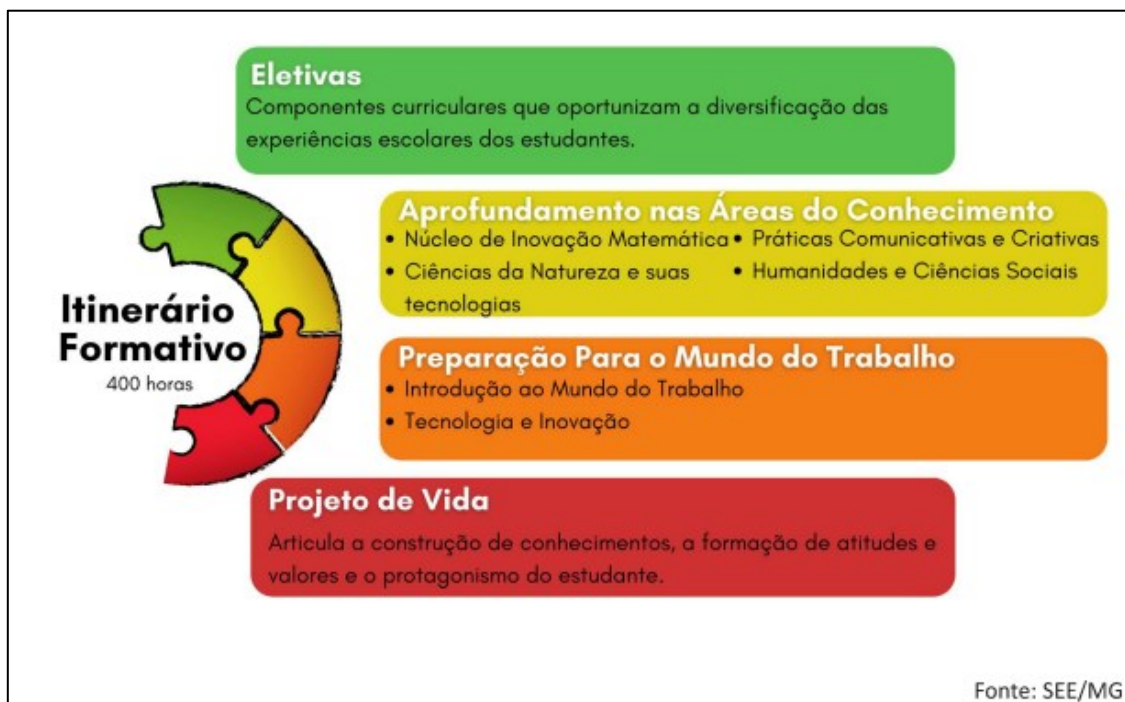 Eletivas
Componentes curriculares que oportunizam a diversificação das
experiências escolares dos estudantes.
Aprofundamento nas Áreas do Conhecimento
• Núcleo de Inovação Matemática
• Ciências da Natureza e suas
tecnologias
• Práticas Comunicativas e Criativas
• Humanidades e Ciências Sociais
Itinerário
Formativo
400 horas
Preparação Para o Mundo do Trabalho
• Introdução ao Mundo do Trabalho
• Tecnologia e Inovação
Projeto de Vida
Articula a construção de conhecimentos, a formação de atitudes e
valores e o protagonismo do estudante.
Fonte: SEE/MG